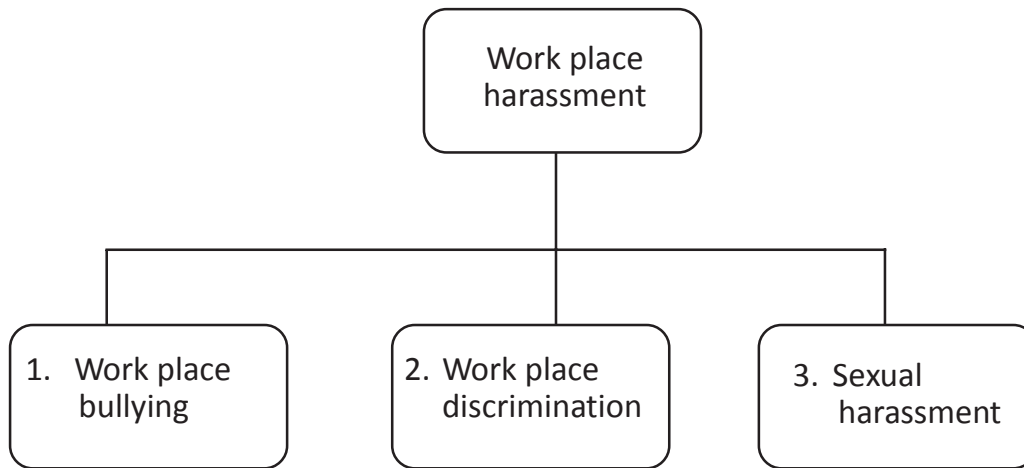 Work place
harassment
1. Work place
bullying
2. Work place
discrimination
3. Sexual
harassment